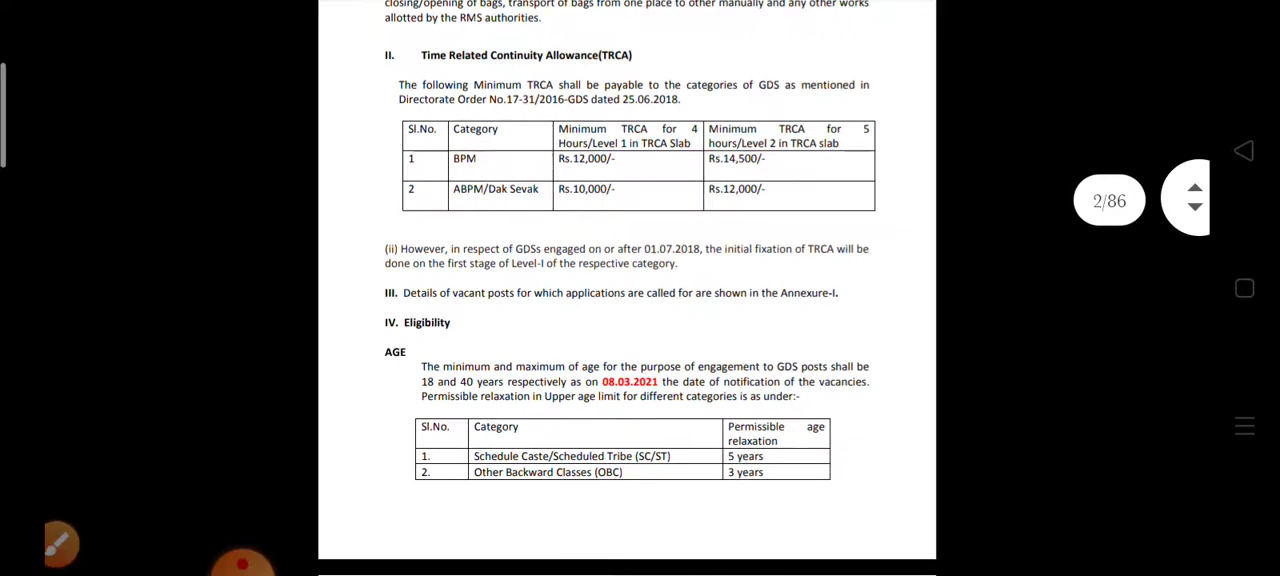 closing/opening of bags, transport of bags from one place to other manually and any other works
allotted by the RMS authorities.
II. Time Related Continuity Allowance(TRCA)
The following Minimum TRCA shall be payable to the categories of GDS as mentioned in
Directorate Order No.17-31/2016-GDS dated 25.06.2018.
Sl.No. Category Minimum TRCA for 4 Minimum TRCA for 5
Hours/Level 1 in TRCA Slab hours/Level 2 in TRCA slab
1 BPM Rs.12,000/- Rs.14,500/-
2 ABPM/Dak Sevak Rs.10,000/- Rs.12,000/-
(ii) However, in respect of GDSs engaged on or after 01.07.2018, the initial fixation of TRCA will be
done on the first stage of Level-I of the respective category.
III. Details of vacant posts for which applications are called for are shown in the Annexure-I.
IV. Eligibility
AGE
The minimum and maximum of age for the purpose of engagement to GDS posts shall be
18 and 40 years respectively as on 08.03.2021 the date of notification of the vacancies.
Permissible relaxation in Upper age limit for different categories is as under:-
Sl.No. Category Permissible age
relaxation
1. Schedule Caste/Scheduled Tribe (SC/ST) 5 years
2. Other Backward Classes (OBC) 3 years
2/86